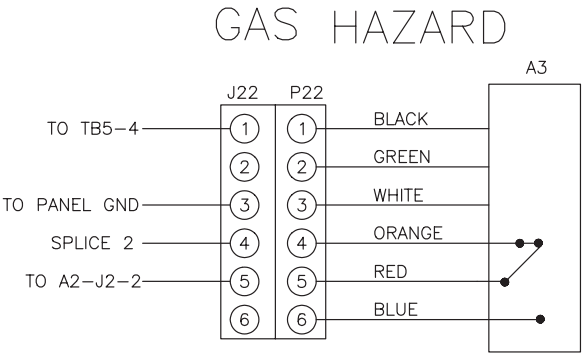 GAS HAZARD
A3
J22 P22
TO TB5-4 1 1 BLACK
2 2 GREEN
TO PANEL GND 3 3 WHITE
SPLICE 2 4 4 ORANGE
TO A2-J2-2 5 5 RED
6 6 BLUE